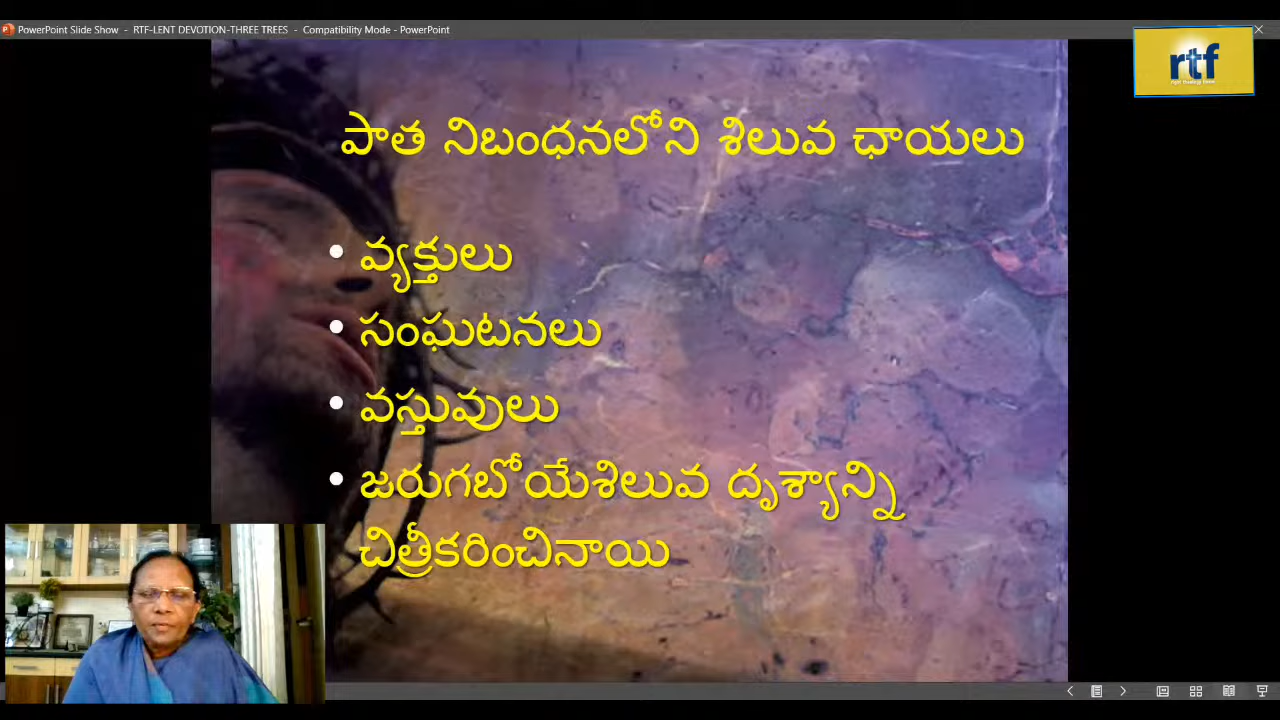 PowerPoint Slide Show - RTF-LENT DEVOTION-THREE TREES - Compatibility Mode - PowerPoint
rtf
పాత నిబంధనలోని శిలువ ఛాయలు
• వ్యక్తులు
• సంఘటనలు
• వస్తువులు
• జరుగబోయేశిలువ దృశ్యాన్ని
చిత్రీకరించినాయి